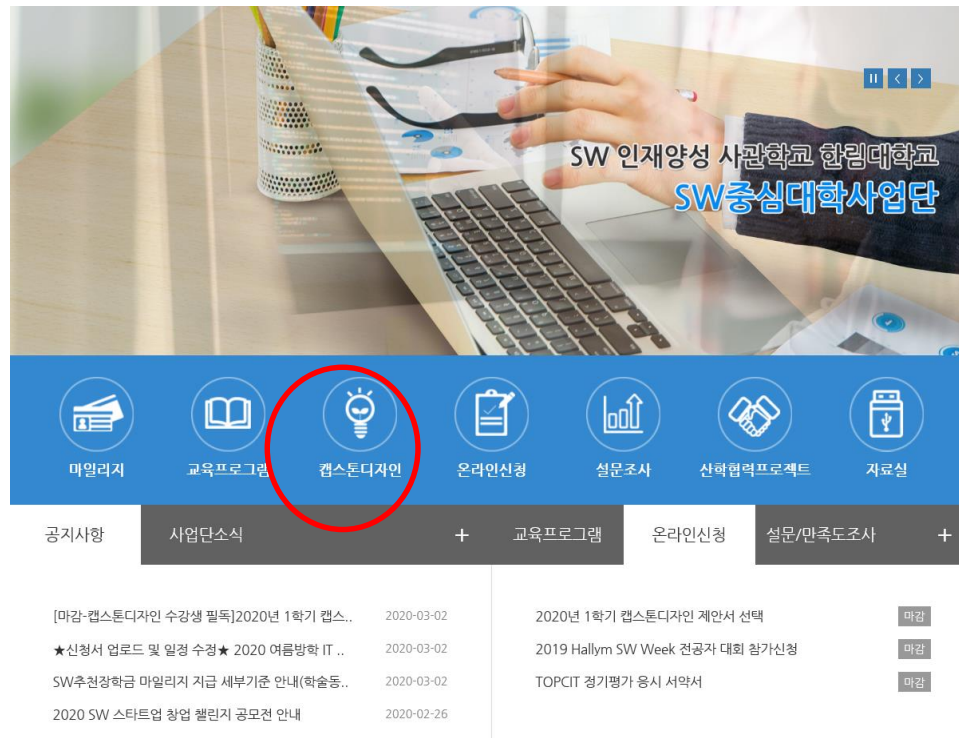 SW 인재양성 사관학교 한림대학교
SW중심대학사업단
마일리지
교육프로그램
캡스톤디자인
온라인신청
설문조사
산학협력프로젝트
자료실
공지사항
사업단소식
+
교육프로그램
온라인신청
설문/만족도조사
+
[마감-캡스톤디자인 수강생 필독]2020년 1학기 캡스.. 2020-03-02
★신청서 업로드 및 일정 수정★ 2020 여름방학 IT .. 2020-03-02
SW추천장학금 마일리지 지급 세부기준 안내(학술동.. 2020-03-02
2020 SW 스타트업 창업 챌린지 공모전 안내 2020-02-26
2020년 1학기 캡스톤디자인 제안서 선택 마감
2019 Hallym SW Week 전공자 대회 참가신청 마감
TOPCIT 정기평가 응시 서약서 마감